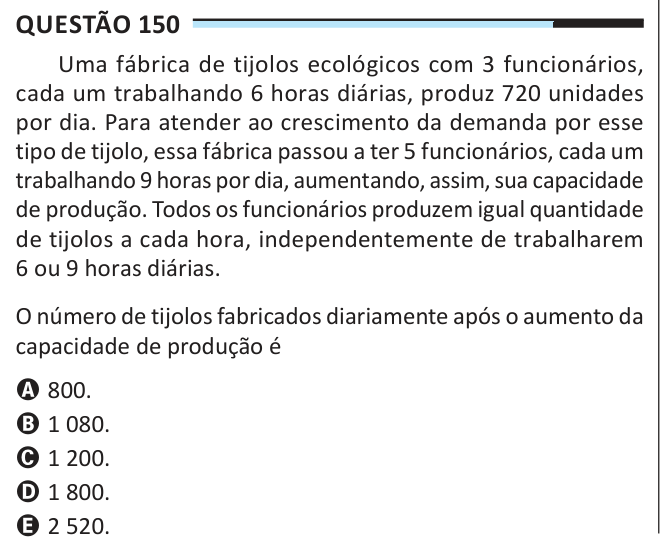 QUESTÃO 150
Uma fábrica de tijolos ecológicos com 3 funcionários,
cada um trabalhando 6 horas diárias, produz 720 unidades
por dia. Para atender ao crescimento da demanda por esse
tipo de tijolo, essa fábrica passou a ter 5 funcionários, cada um
trabalhando 9 horas por dia, aumentando, assim, sua capacidade
de produção. Todos os funcionários produzem igual quantidade
de tijolos a cada hora, independentemente de trabalharem
6 ou 9 horas diárias.
O número de tijolos fabricados diariamente após o aumento da
capacidade de produção é
A 800.
B 1 080.
C 1 200.
D 1 800.
E 2 520.